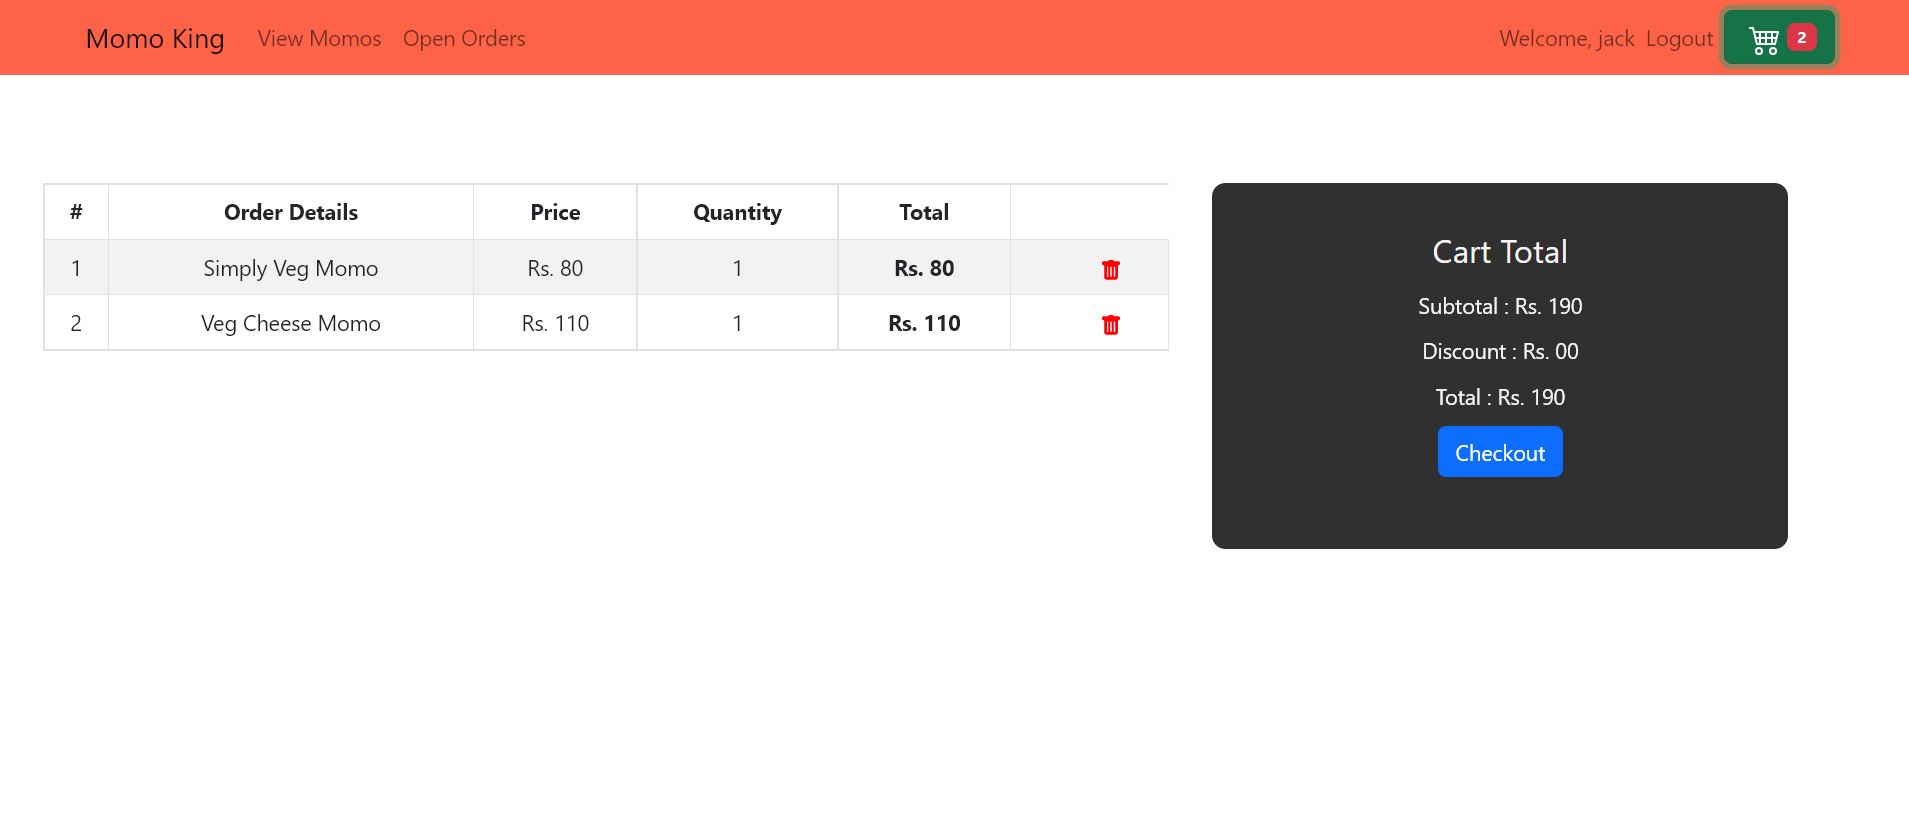 Momo King View Momos Open Orders Welcome, jack Logout 2
# Order Details Price Quantity Total
1 Simply Veg Momo Rs. 80 1 Rs. 80
2 Veg Cheese Momo Rs. 110 1 Rs. 110
Cart Total
Subtotal : Rs. 190
Discount : Rs. 00
Total : Rs. 190
Checkout